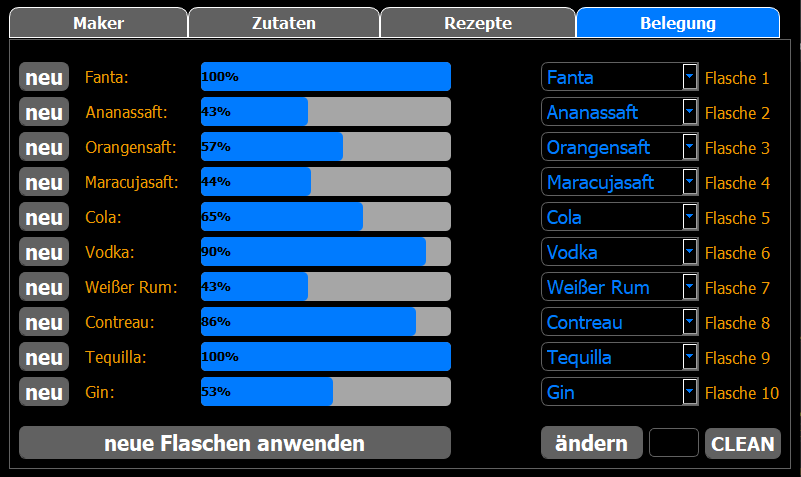 Maker Zutaten Rezepte Belegung
neu Fanta: 100% Fanta Flasche 1
neu Ananassaft: 43% Ananassaft Flasche 2
neu Orangensaft: 57% Orangensaft Flasche 3
neu Maracujasaft: 44% Maracujasaft Flasche 4
neu Cola: 65% Cola Flasche 5
neu Vodka: 90% Vodka Flasche 6
neu Weißer Rum: 43% Weißer Rum Flasche 7
neu Contreau: 86% Contreau Flasche 8
neu Tequilla: 100% Tequilla Flasche 9
neu Gin: 53% Gin Flasche 10
neue Flaschen anwenden ändern CLEAN